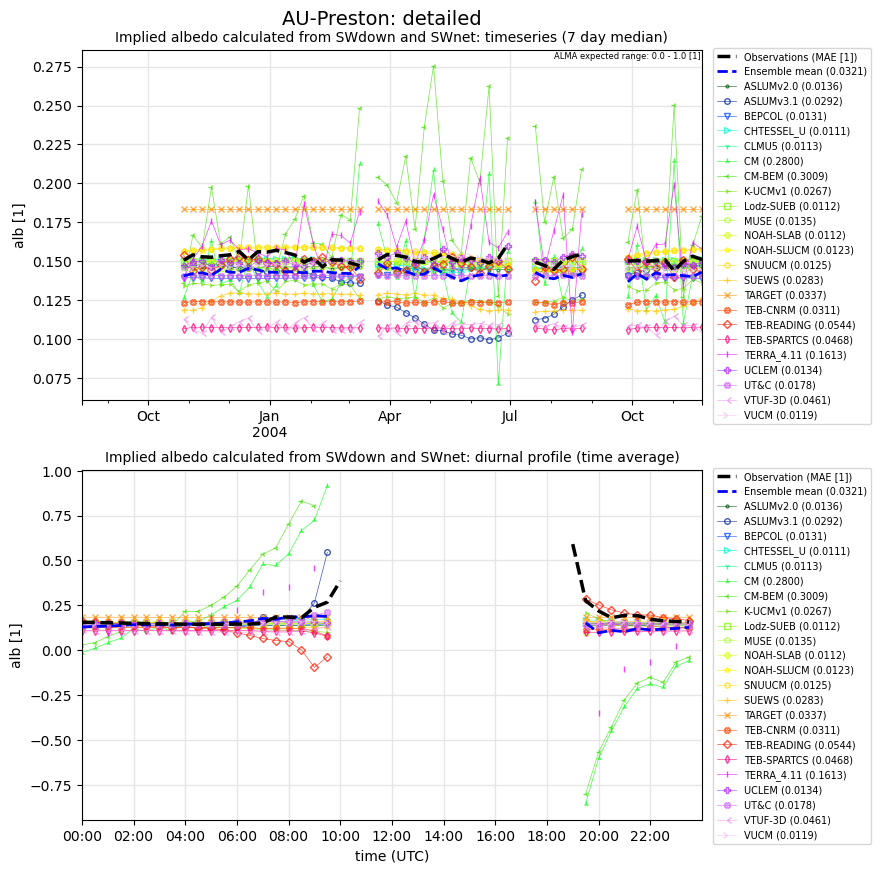 AU-Preston: detailed
Implied albedo calculated from SWdown and SWnet: timeseries (7 day median)
ALMA expected range: 0.0 - 1.0 [1]
0.275
0.250
0.225
0.200
0.175
0.150
0.125
0.100
0.075
alb [1]
Oct
Jan
2004
Apr
Jul
Oct
Observations (MAE [1])
Ensemble mean (0.0321)
ASLUMv2.0 (0.0136)
ASLUMv3.1 (0.0292)
BEPCOL (0.0131)
CHTESSEL_U (0.0111)
CLMU5 (0.0113)
CM (0.2800)
CM-BEM (0.3009)
K-UCMv1 (0.0267)
Lodz-SUEB (0.0112)
MUSE (0.0135)
NOAH-SLAB (0.0112)
NOAH-SLUCM (0.0123)
SNUUCM (0.0125)
SUEWS (0.0283)
TARGET (0.0337)
TEB-CNRM (0.0311)
TEB-READING (0.0544)
TEB-SPARTCS (0.0468)
TERRA_4.11 (0.1613)
UCLEM (0.0134)
UT&C (0.0178)
VTUF-3D (0.0461)
VUCM (0.0119)
Implied albedo calculated from SWdown and SWnet: diurnal profile (time average)
1.00
0.75
0.50
0.25
0.00
−0.25
−0.50
−0.75
alb [1]
00:00
02:00
04:00
06:00
08:00
10:00
12:00
14:00
16:00
18:00
20:00
22:00
time (UTC)
Observation (MAE [1])
Ensemble mean (0.0321)
ASLUMv2.0 (0.0136)
ASLUMv3.1 (0.0292)
BEPCOL (0.0131)
CHTESSEL_U (0.0111)
CLMU5 (0.0113)
CM (0.2800)
CM-BEM (0.3009)
K-UCMv1 (0.0267)
Lodz-SUEB (0.0112)
MUSE (0.0135)
NOAH-SLAB (0.0112)
NOAH-SLUCM (0.0123)
SNUUCM (0.0125)
SUEWS (0.0283)
TARGET (0.0337)
TEB-CNRM (0.0311)
TEB-READING (0.0544)
TEB-SPARTCS (0.0468)
TERRA_4.11 (0.1613)
UCLEM (0.0134)
UT&C (0.0178)
VTUF-3D (0.0461)
VUCM (0.0119)